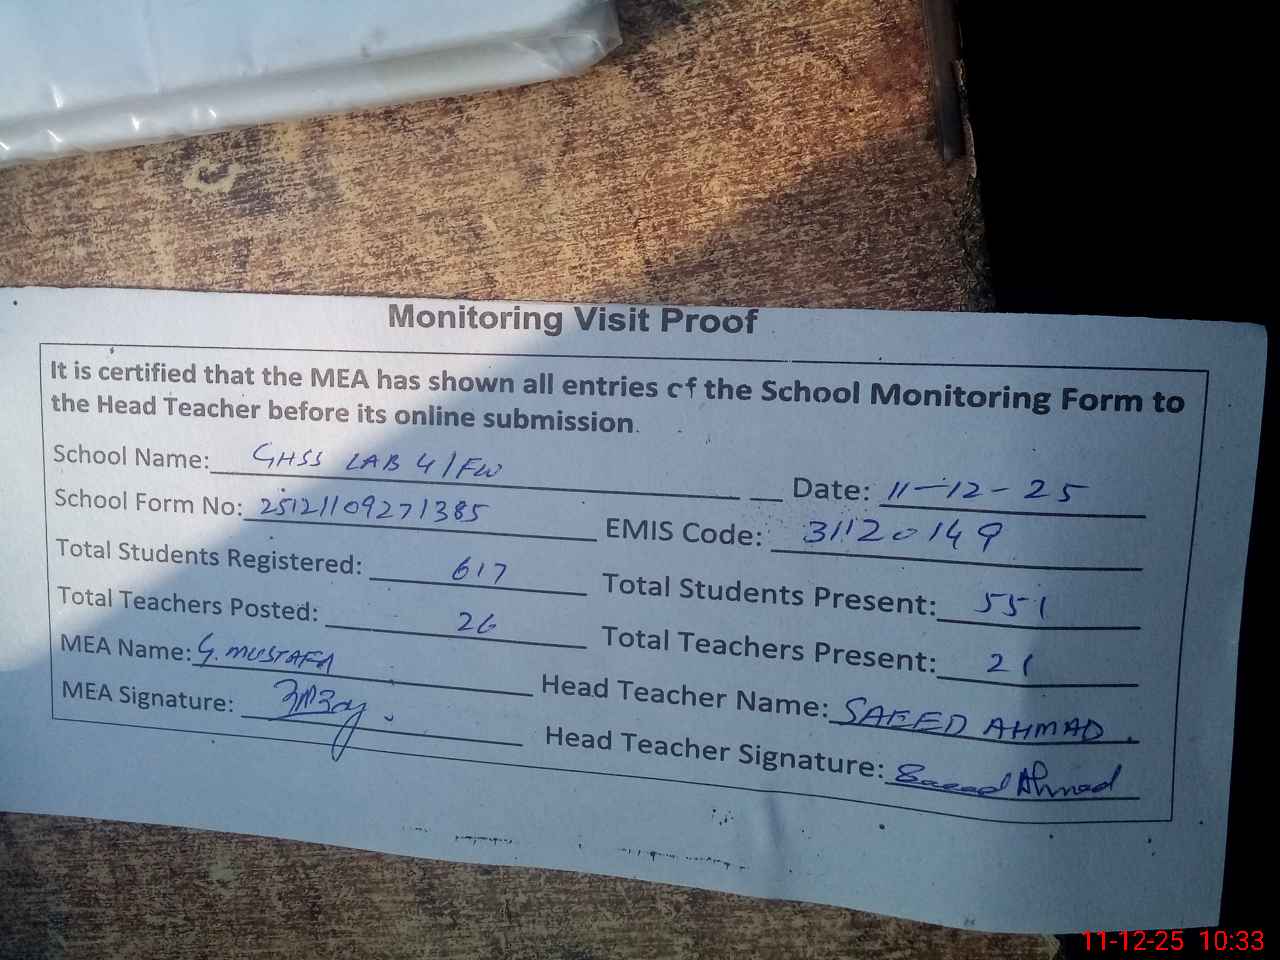 Monitoring Visit Proof
It is certified that the MEA has shown all entries of the School Monitoring Form to
the Head Teacher before its online submission.
School Name: GHSS LAB 4/FW Date: 11-12-25
School Form No: 25121109271385 EMIS Code: 31120149
Total Students Registered: 617 Total Students Present: 551
Total Teachers Posted: 26 Total Teachers Present: 21
MEA Name: G. MUSTAFA Head Teacher Name: SAEED AHMAD.
MEA Signature: Head Teacher Signature: Saeed Ahmad
11-12-25 10:33